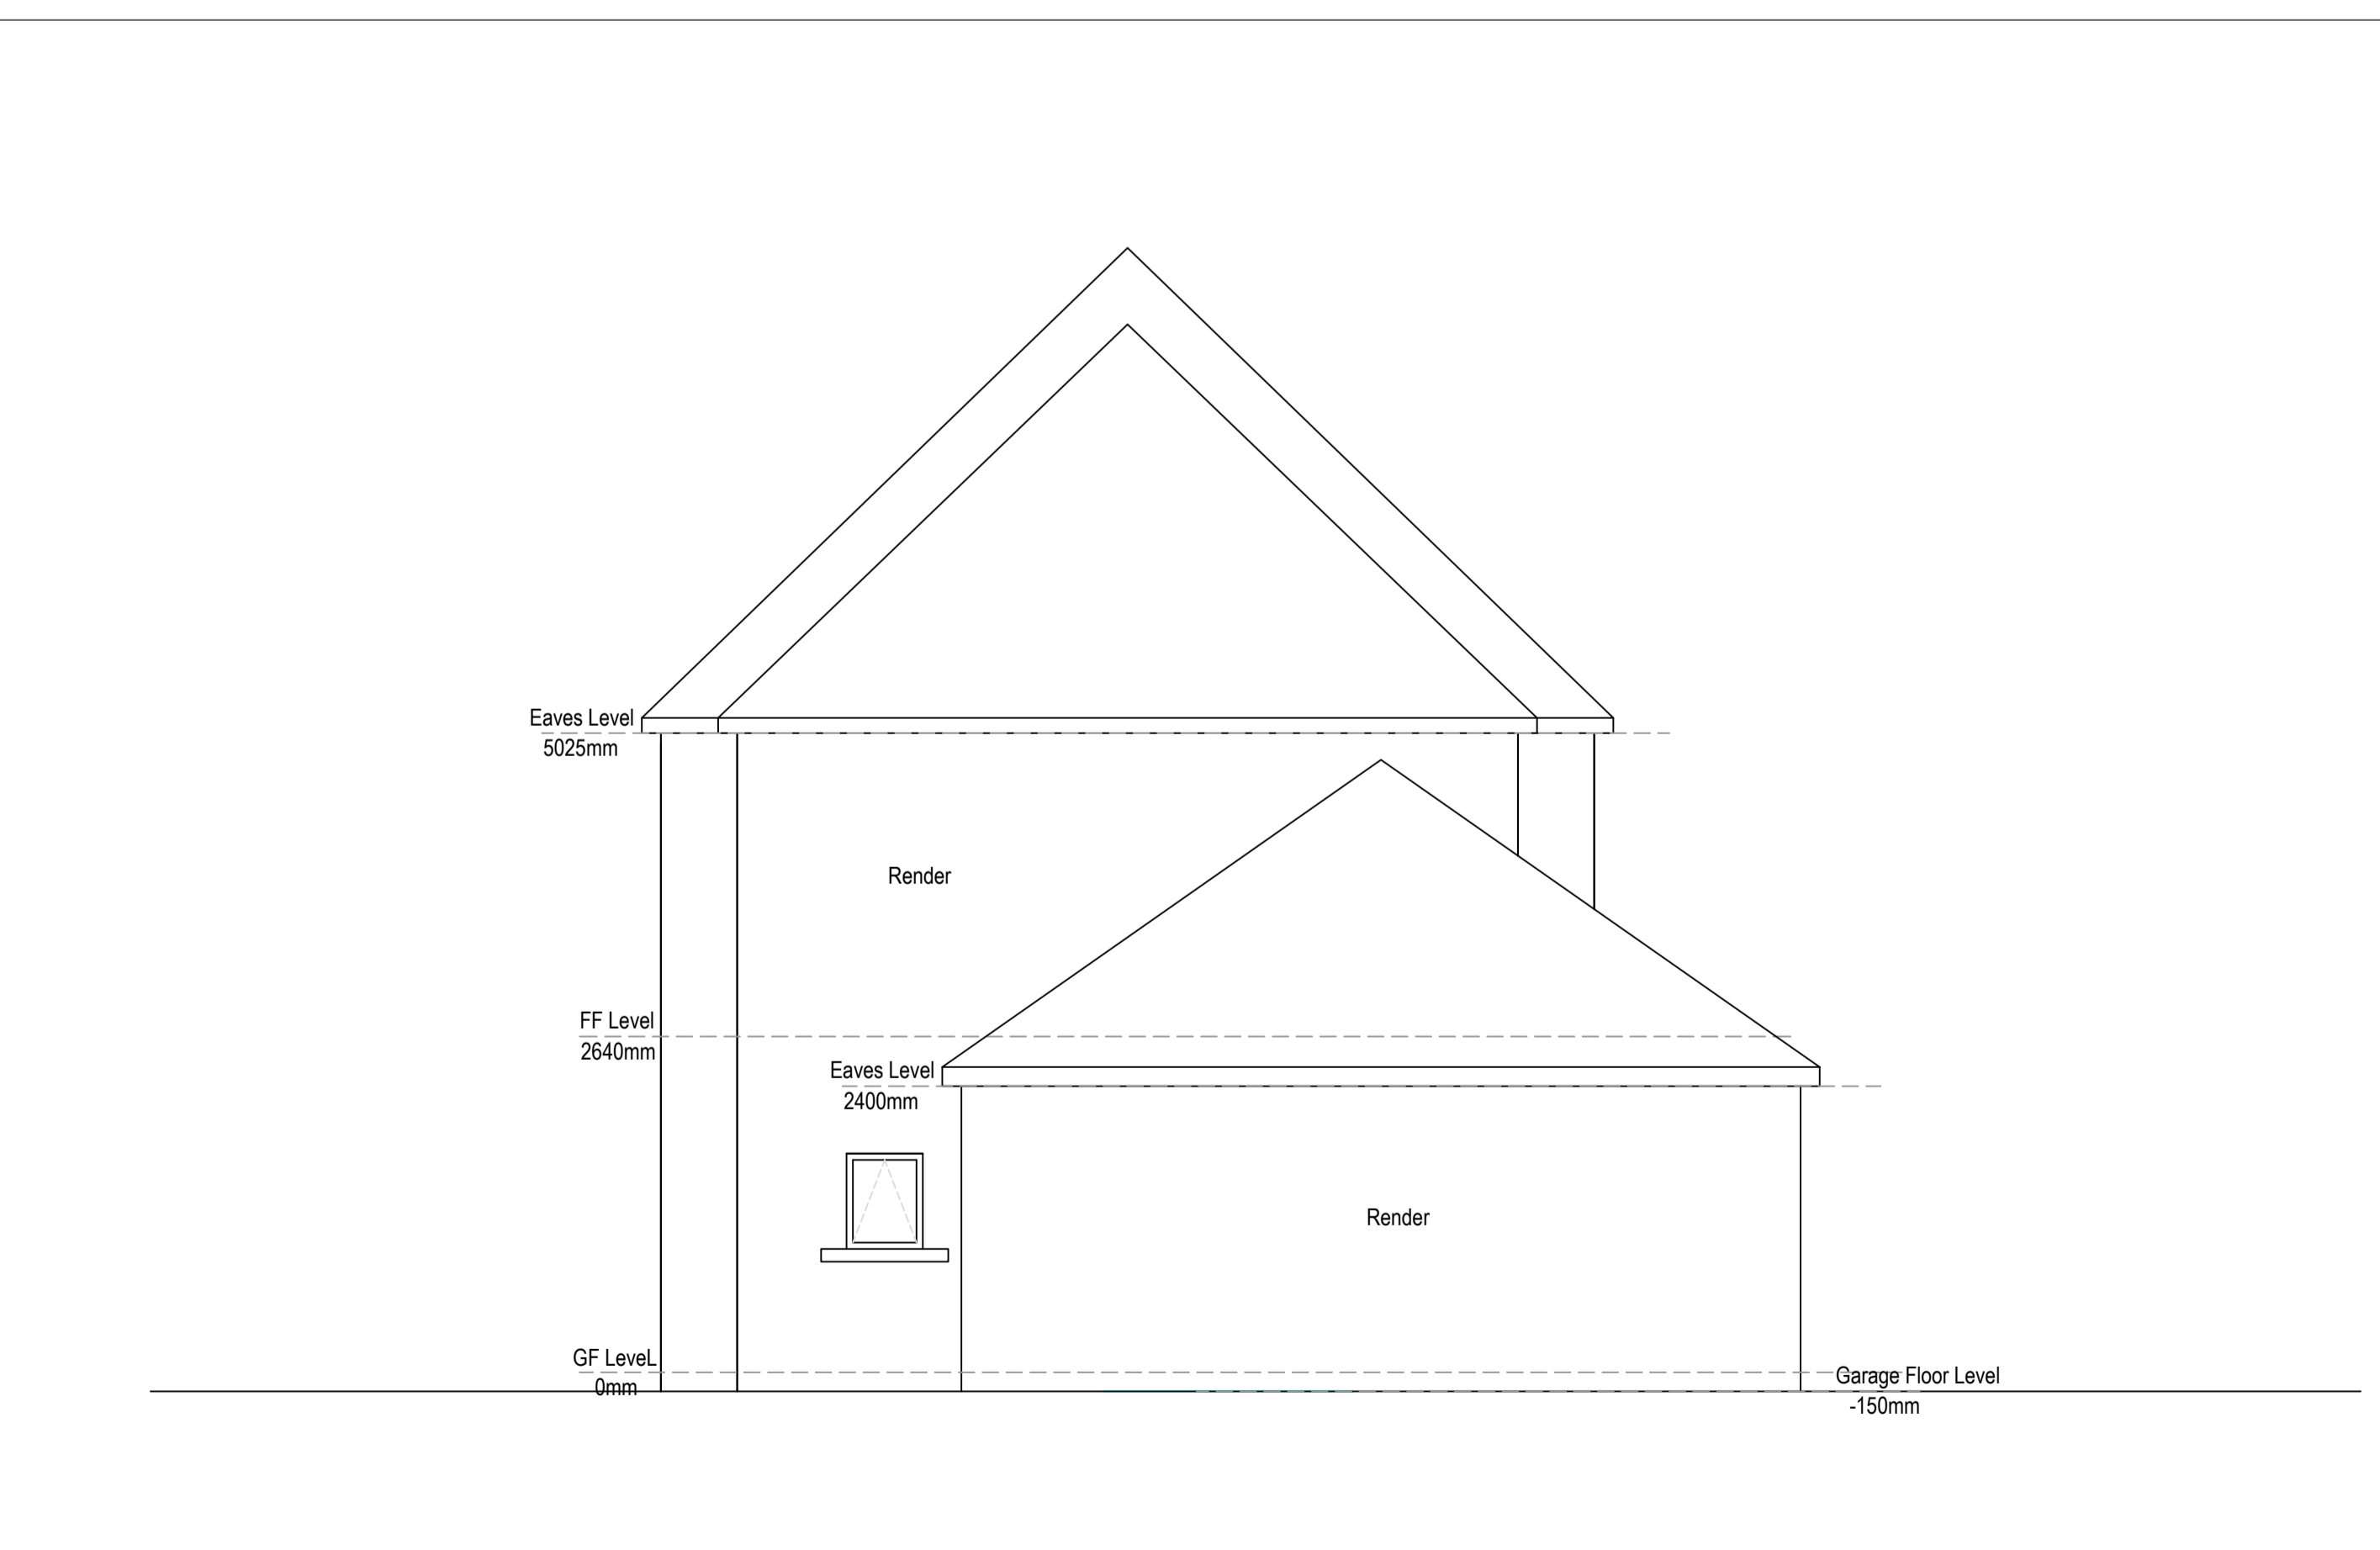 Eaves Level
5025mm
Render
FF Level
2640mm
Eaves Level
2400mm
Render
GF LeveL
0mm
Garage Floor Level
-150mm